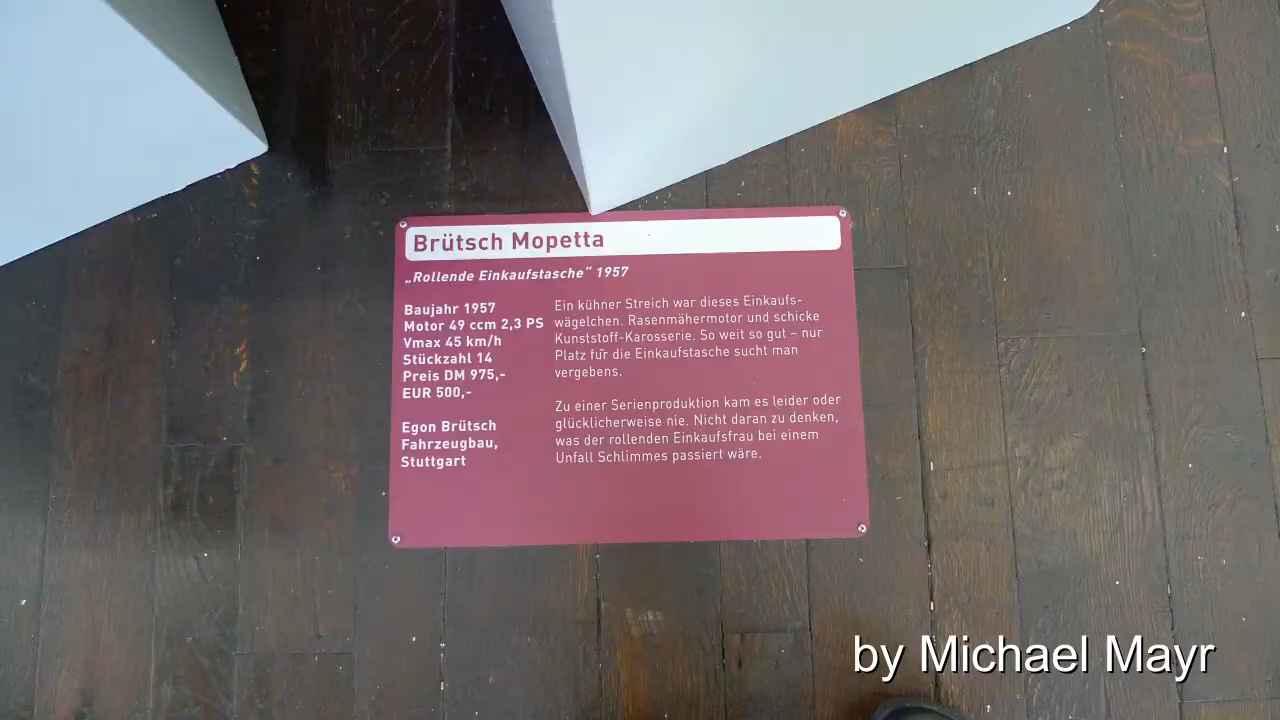 Brütsch Mopetta
„Rollende Einkaufstasche“ 1957
Baujahr 1957
Motor 49 ccm 2,3 PS
Vmax 45 km/h
Stückzahl 14
Preis DM 975,-
EUR 500,-
Egon Brütsch
Fahrzeugbau,
Stuttgart
Ein kühner Streich war dieses Einkaufs-
wägelchen. Rasenmähermotor und schicke
Kunststoff-Karosserie. So weit so gut – nur
Platz für die Einkaufstasche sucht man
vergebens.
Zu einer Serienproduktion kam es leider oder
glücklicherweise nie. Nicht daran zu denken,
was der rollenden Einkaufsfrau bei einem
Unfall Schlimmes passiert wäre.
by Michael Mayr